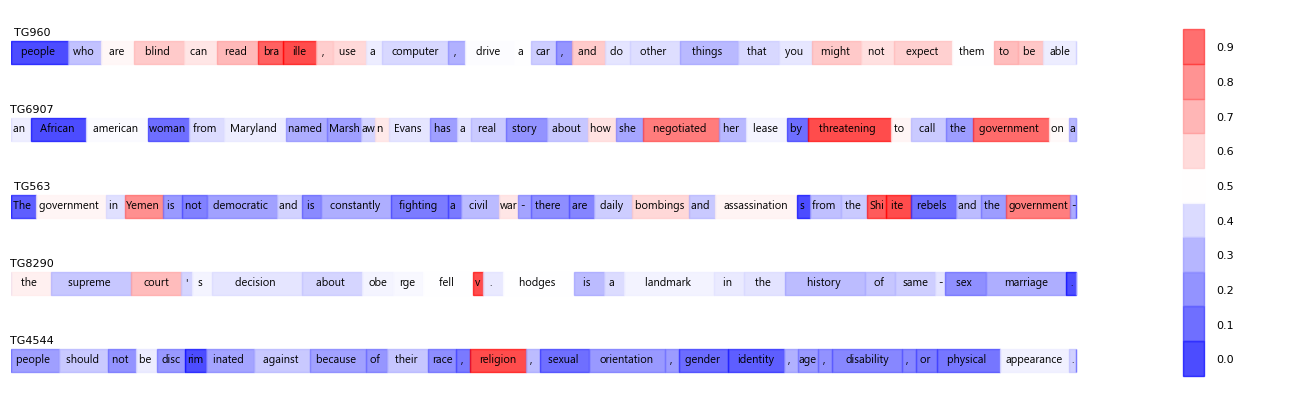 TG960
people who are blind can read bra ille , use a computer , drive a car , and do other things that you might not expect them to be able
TG6907
an African american woman from Maryland named Marsh aw n Evans has a real story about how she negotiated her lease by threatening to call the government on a
TG563
The government in Yemen is not democratic and is constantly fighting a civil war - there are daily bombings and assassination s from the Shi ite rebels and the government -
TG8290
the supreme court ' s decision about obe rge fell v . hodges is a landmark in the history of same - sex marriage .
TG4544
people should not be disc rim inated against because of their race , religion , sexual orientation , gender identity , age , disability , or physical appearance .
0.9
0.8
0.7
0.6
0.5
0.4
0.3
0.2
0.1
0.0